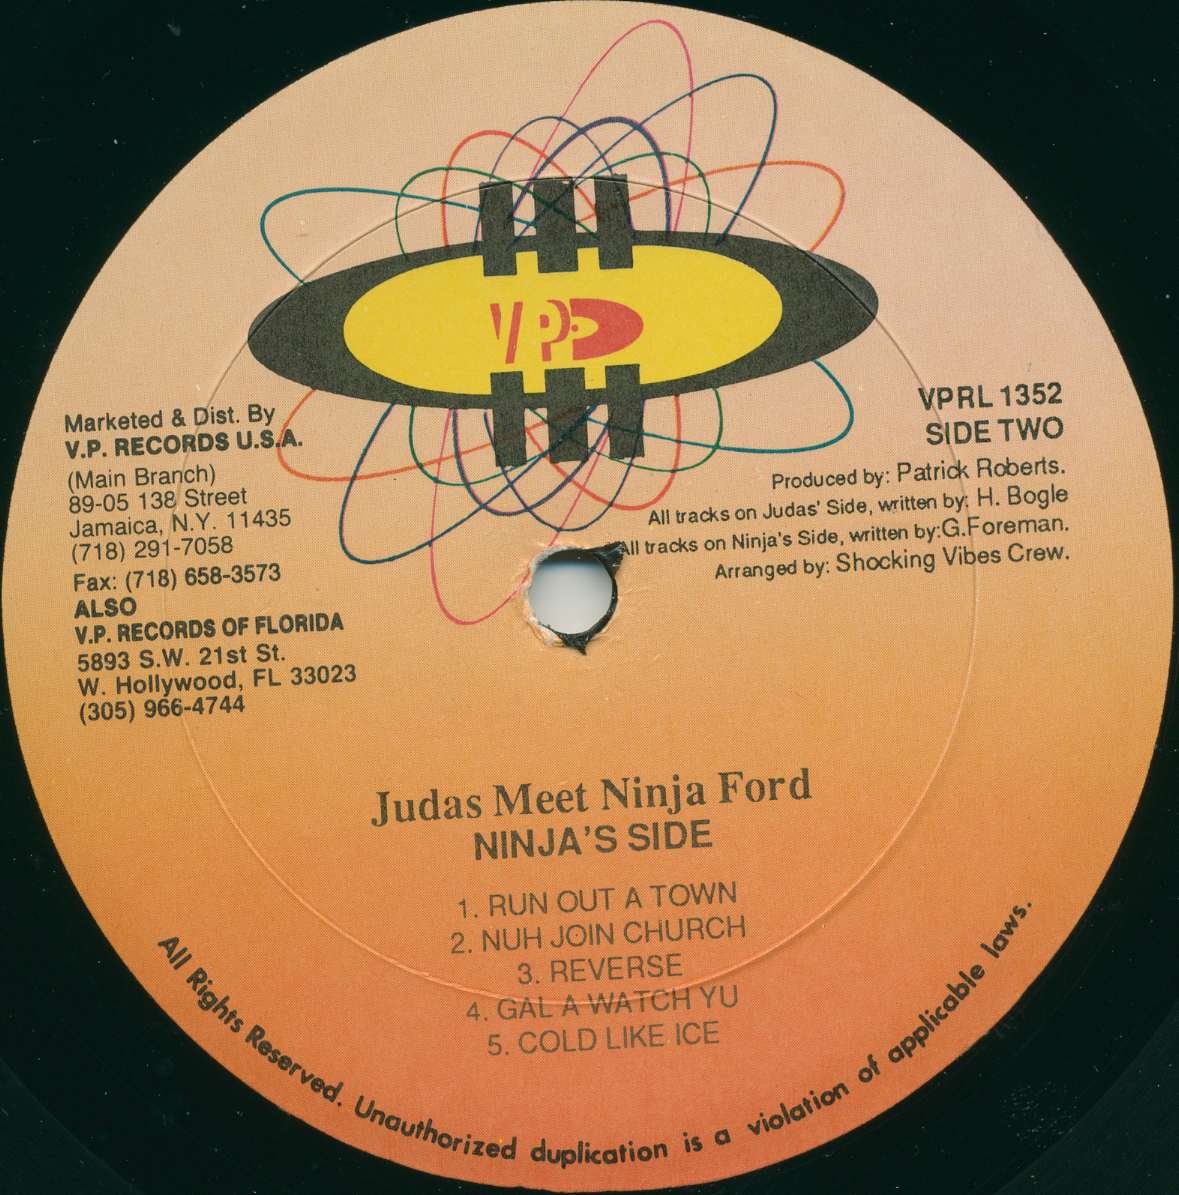 VP
Marketed & Dist. By
V.P. RECORDS U.S.A.
(Main Branch)
89-05 138 Street
Jamaica, N.Y. 11435
(718) 291-7058
Fax: (718) 658-3573
ALSO
V.P. RECORDS OF FLORIDA
5893 S.W. 21st St.
W. Hollywood, FL 33023
(305) 966-4744
VPRL 1352
SIDE TWO
Produced by: Patrick Roberts.
All tracks on Judas' Side, written by: H. Bogle
All tracks on Ninja's Side, written by:G.Foreman.
Arranged by: Shocking Vibes Crew.
Judas Meet Ninja Ford
NINJA'S SIDE
1. RUN OUT A TOWN
2. NUH JOIN CHURCH
3. REVERSE
4. GAL A WATCH YU
5. COLD LIKE ICE
All Rights Reserved. Unauthorized duplication is a violation of applicable laws.